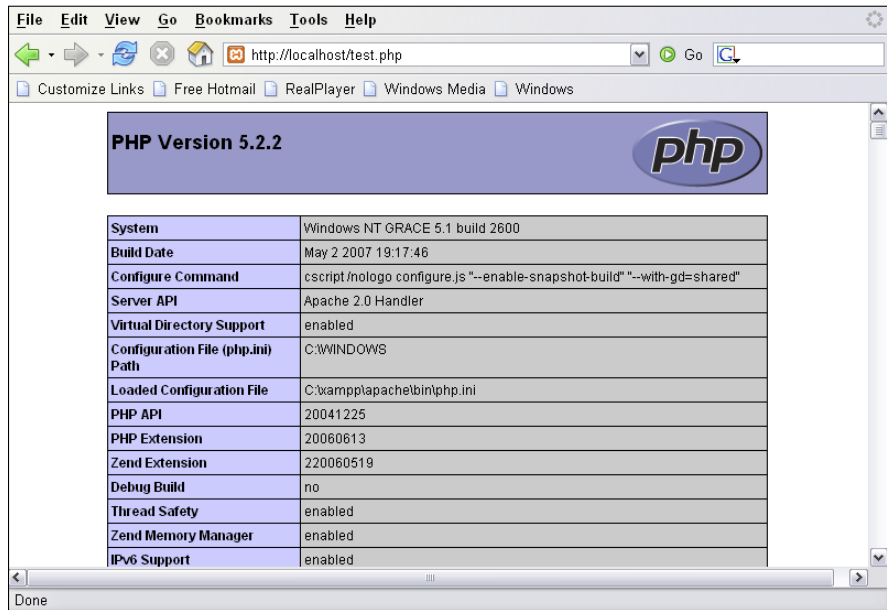 File Edit View Go Bookmarks Tools Help
http://localhost/test.php Go G
Customize Links Free Hotmail RealPlayer Windows Media Windows
PHP Version 5.2.2
php
System Windows NT GRACE 5.1 build 2600
Build Date May 2 2007 19:17:46
Configure Command cscript /nologo configure.js "--enable-snapshot-build" "--with-gd=shared"
Server API Apache 2.0 Handler
Virtual Directory Support enabled
Configuration File (php.ini) C:\WINDOWS
Path
Loaded Configuration File C:\xampp\apache\bin\php.ini
PHP API 20041225
PHP Extension 20060613
Zend Extension 220060519
Debug Build no
Thread Safety enabled
Zend Memory Manager enabled
IPv6 Support enabled
Done